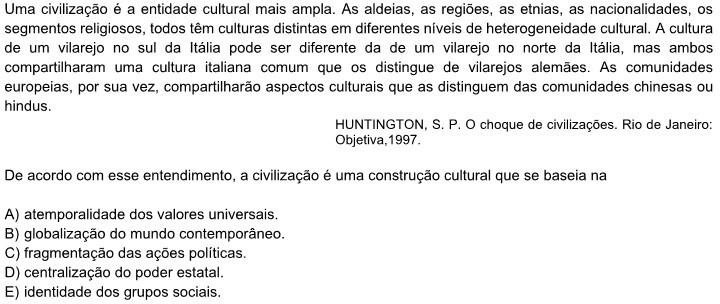 Uma civilização é a entidade cultural mais ampla. As aldeias, as regiões, as etnias, as nacionalidades, os
segmentos religiosos, todos têm culturas distintas em diferentes níveis de heterogeneidade cultural. A cultura
de um vilarejo no sul da Itália pode ser diferente da de um vilarejo no norte da Itália, mas ambos
compartilharam uma cultura italiana comum que os distingue de vilarejos alemães. As comunidades
europeias, por sua vez, compartilharão aspectos culturais que as distinguem das comunidades chinesas ou
hindus.
HUNTINGTON, S. P. O choque de civilizações. Rio de Janeiro:
Objetiva,1997.
De acordo com esse entendimento, a civilização é uma construção cultural que se baseia na
A) atemporalidade dos valores universais.
B) globalização do mundo contemporâneo.
C) fragmentação das ações políticas.
D) centralização do poder estatal.
E) identidade dos grupos sociais.